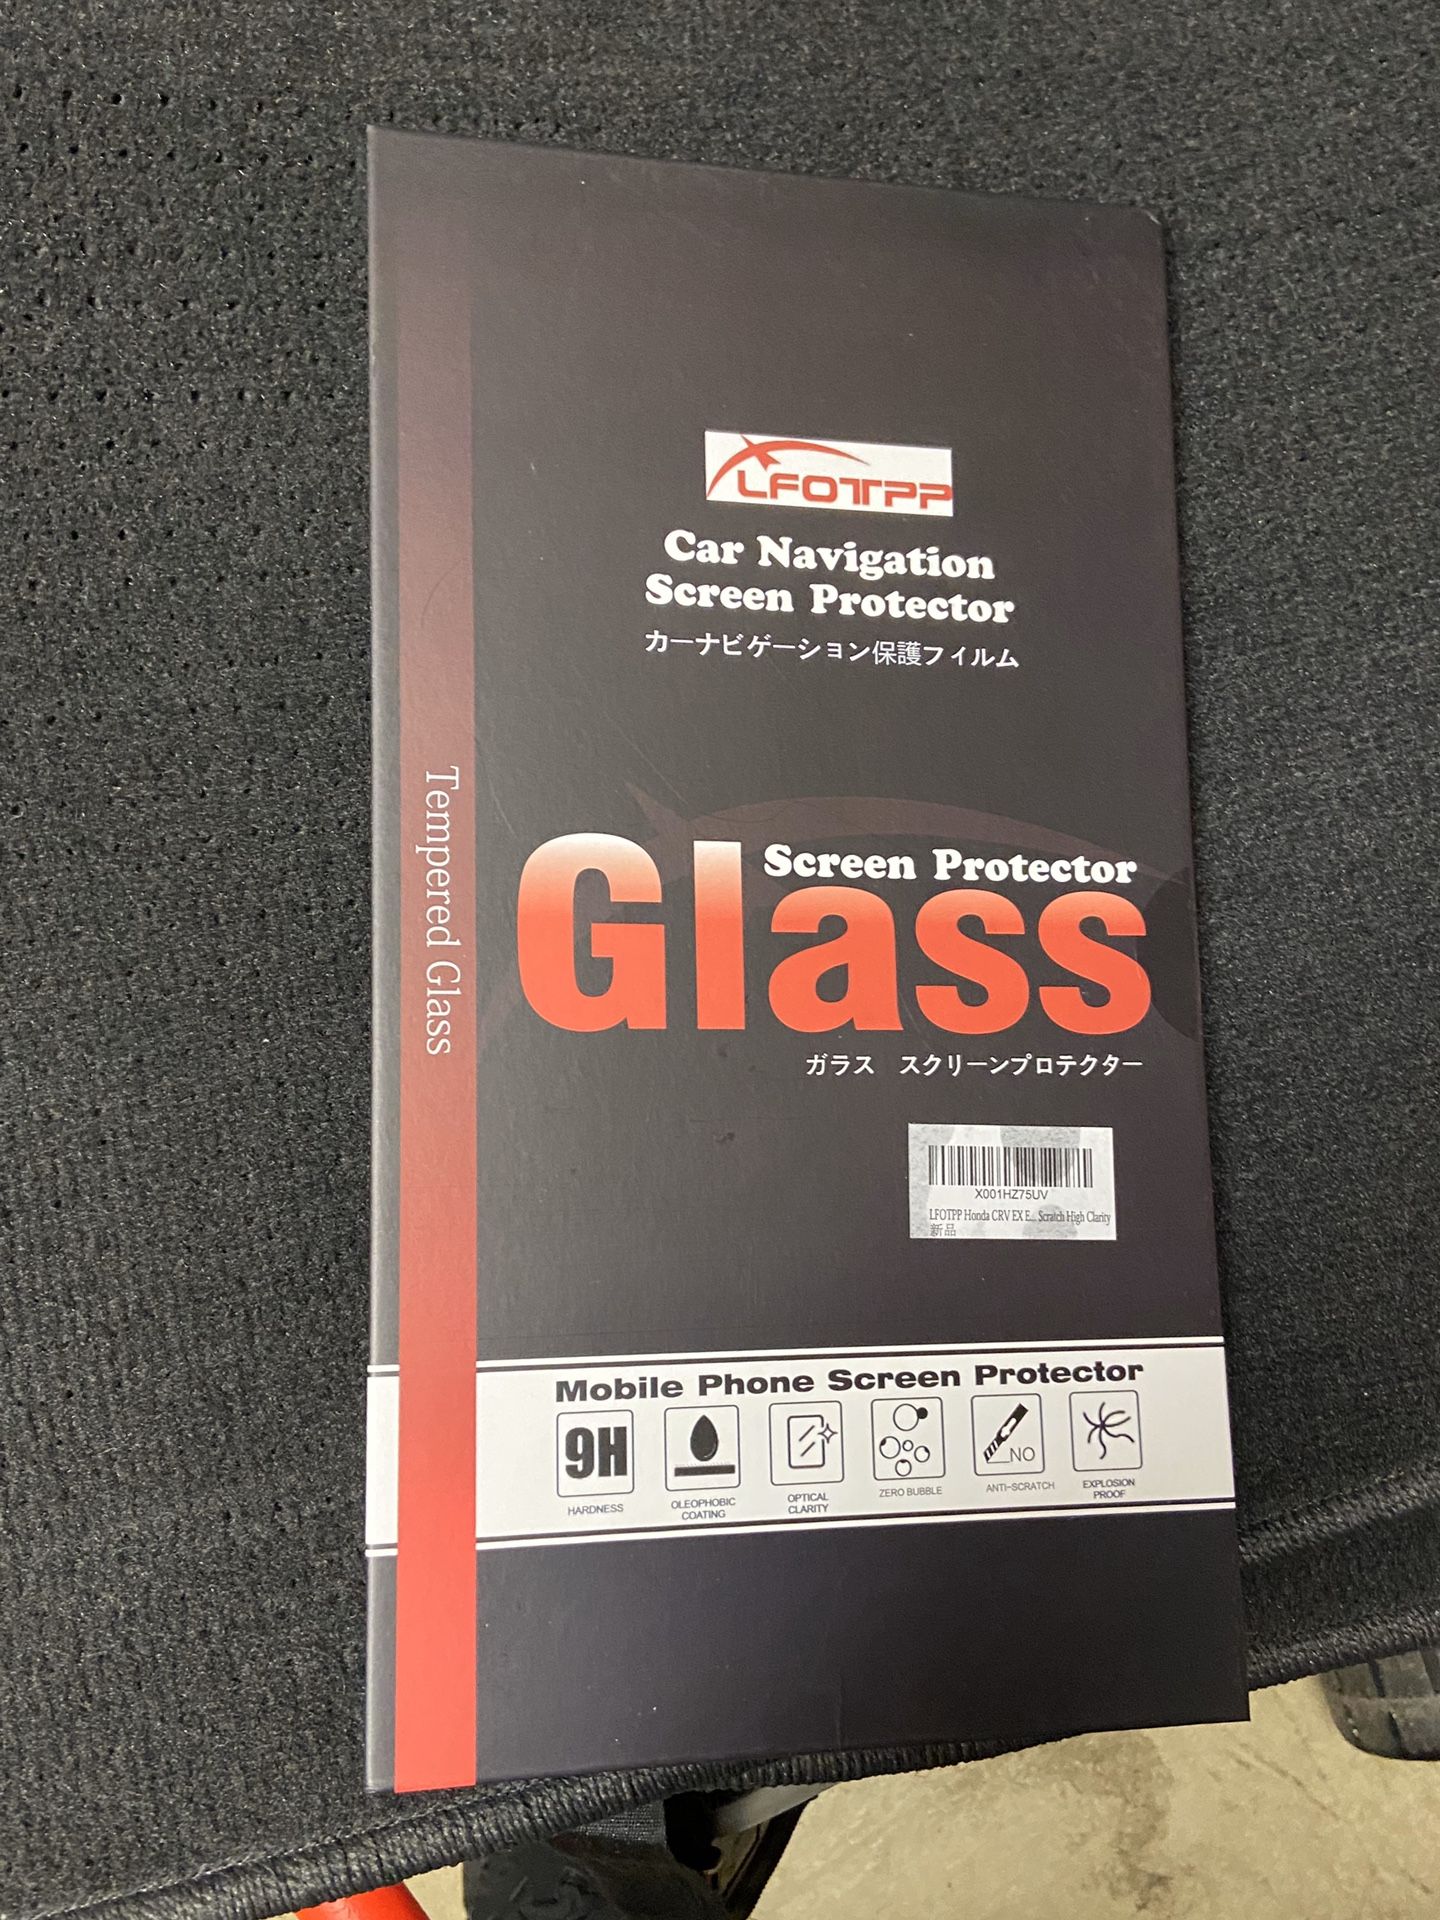 LFOTPP
Car Navigation
Screen Protector
カーナビゲーション保護フィルム
Tempered Glass
Screen Protector
Glass
ガラス スクリーンプロテクター
X001HZ75UV
LFOTPP Honda CRV EX E... Scratch High Clarity
新品
Mobile Phone Screen Protector
9H
NO
HARDNESS
OLEOPHOBIC
COATING
OPTICAL
CLARITY
ZERO BUBBLE
ANTI-SCRATCH
EXPLOSION
PROOF